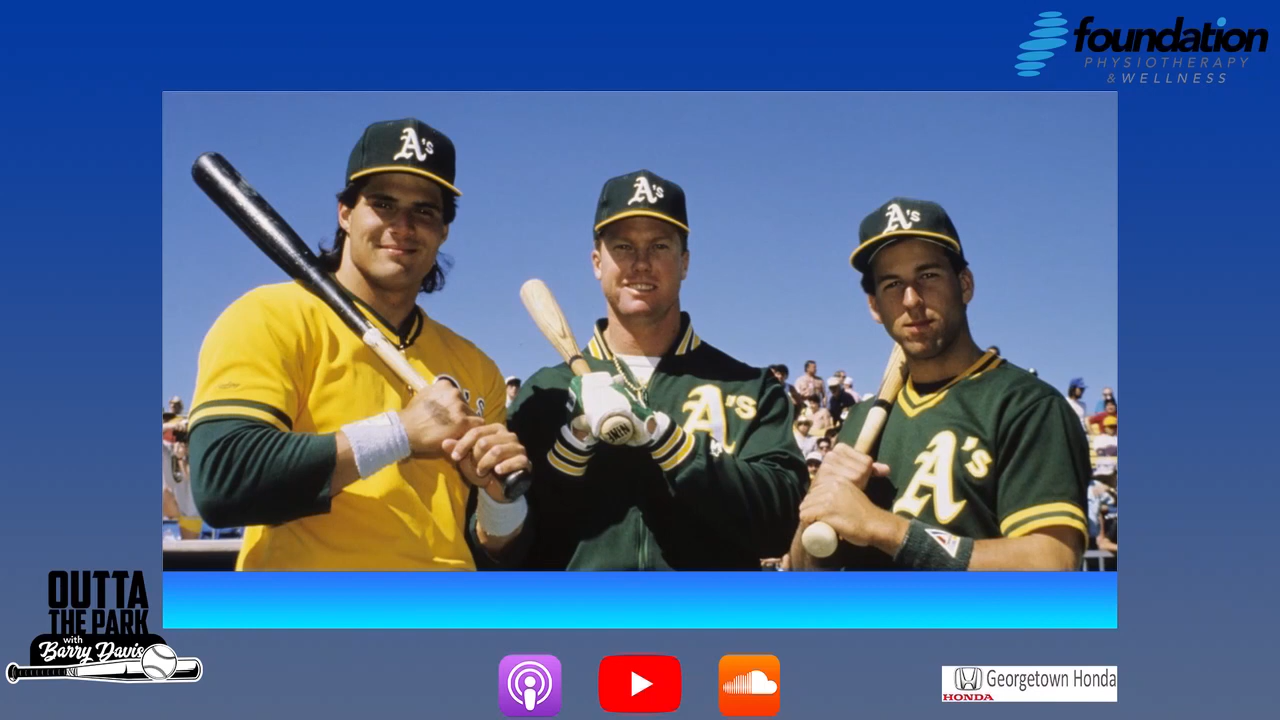 foundation
PHYSIOTHERAPY
& WELLNESS
A's
A's
A's
A's
A's
OUTTA
THE PARK
with
Barry Davis
Georgetown Honda
HONDA